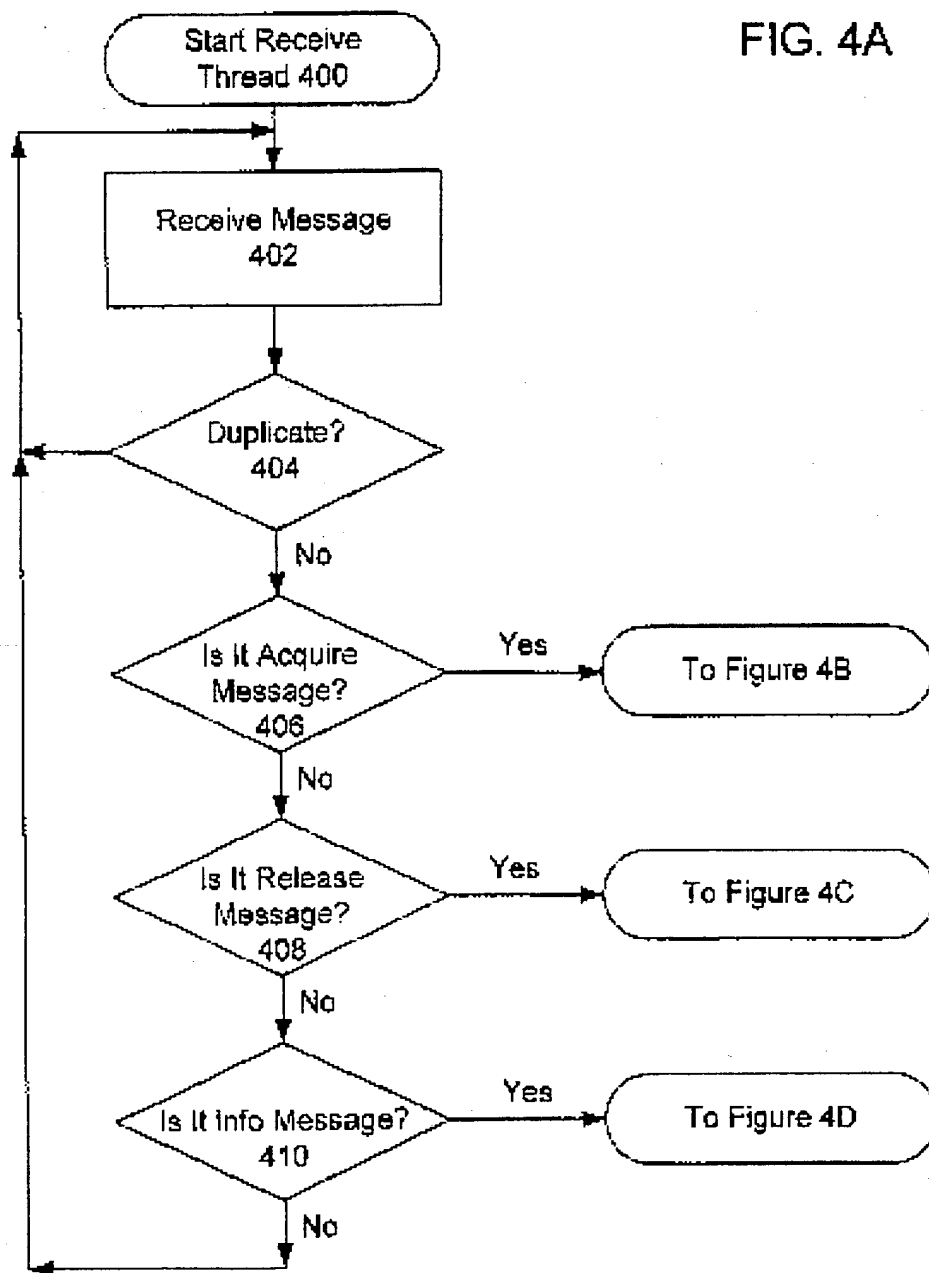 FIG. 4A
Start Receive
Thread 400
Receive Message
402
Duplicate?
404
No
Is It Acquire
Message?
406
Yes
To Figure 4B
No
Is It Release
Message?
408
Yes
To Figure 4C
No
Is It Info Message?
410
Yes
To Figure 4D
No